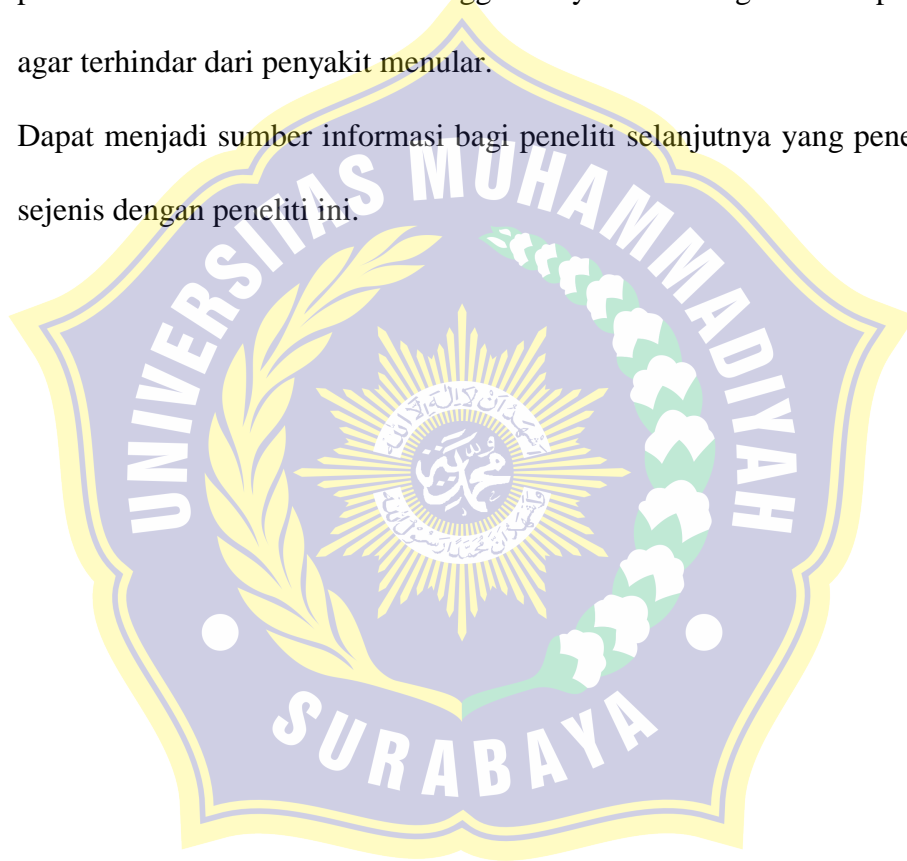 agar terhindar dari penyakit menular.
Dapat menjadi sumber informasi bagi peneliti selanjutnya yang pene
sejenis dengan peneliti ini.
UNIVERSITAS MUHAMMADIYAH
SURABAYA